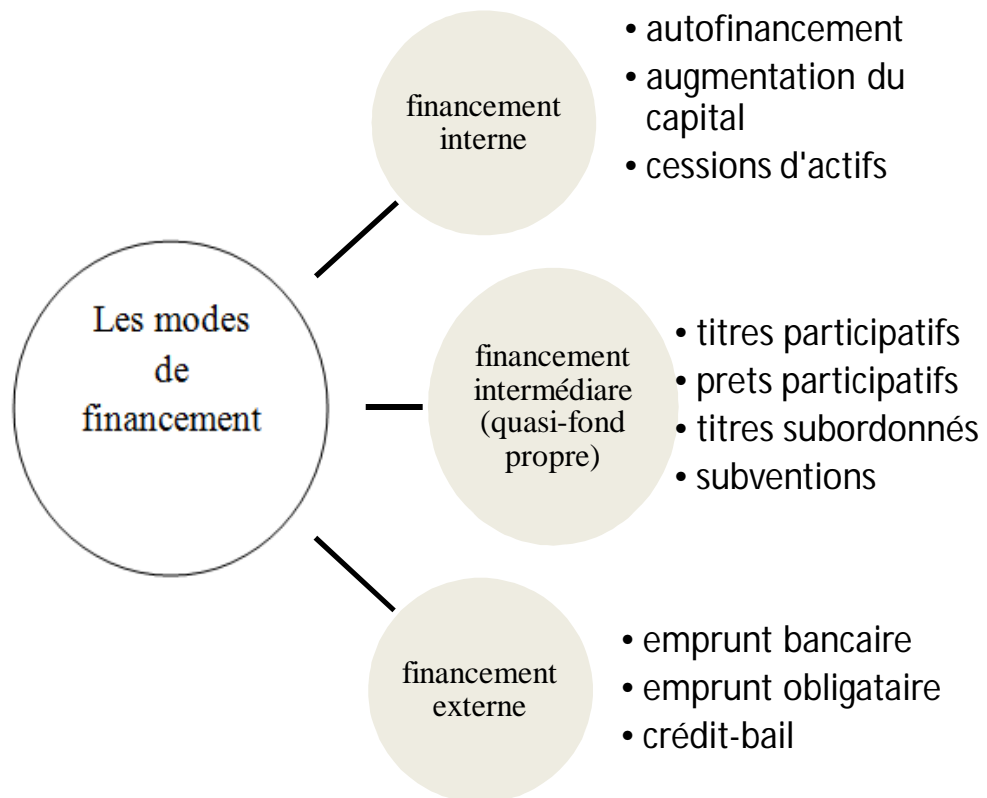 Les modes
de
financement
financement
interne
• autofinancement
• augmentation du
capital
• cessions d'actifs
financement
intermédiare
(quasi-fond
propre)
• titres participatifs
• prets participatifs
• titres subordonnés
• subventions
financement
externe
• emprunt bancaire
• emprunt obligataire
• crédit-bail